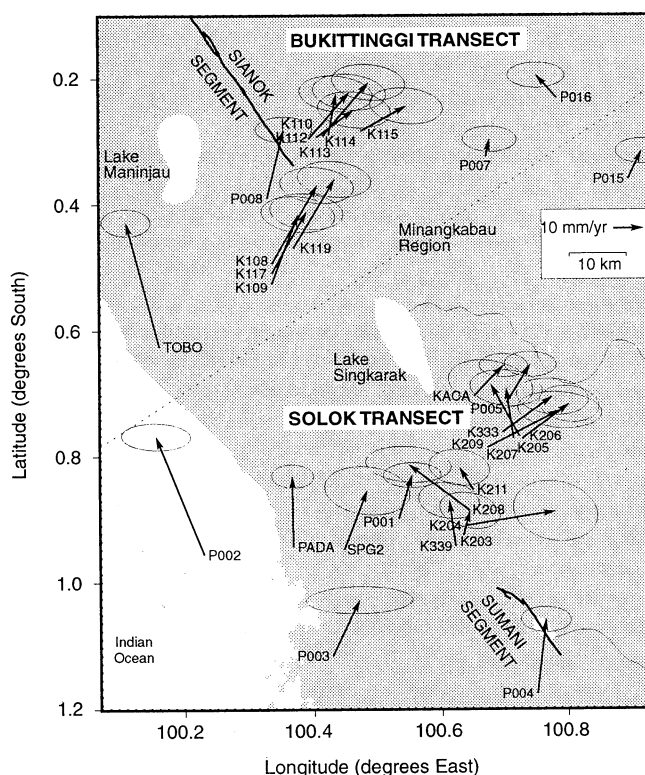 BUKITTINGGI TRANSECT
SIANOK
SEGMENT
0.2
P016
K110
K112
K113
K114
K115
P007
P015
Lake
Maninjau
P008
0.4
Minangkabau
Region
10 mm/yr
10 km
K119
K108
K117
K109
0.6
TOBO
Lake
Singkarak
KACA
P005
SOLOK TRANSECT
K333
K209
K206
K205
K207
0.8
K211
K208
P001
K204
K203
K339
P002
PADA
SPG2
1.0
SUMANI
SEGMENT
Indian
Ocean
P003
P004
1.2
100.2
100.4
100.6
100.8
Latitude (degrees South)
Longitude (degrees East)